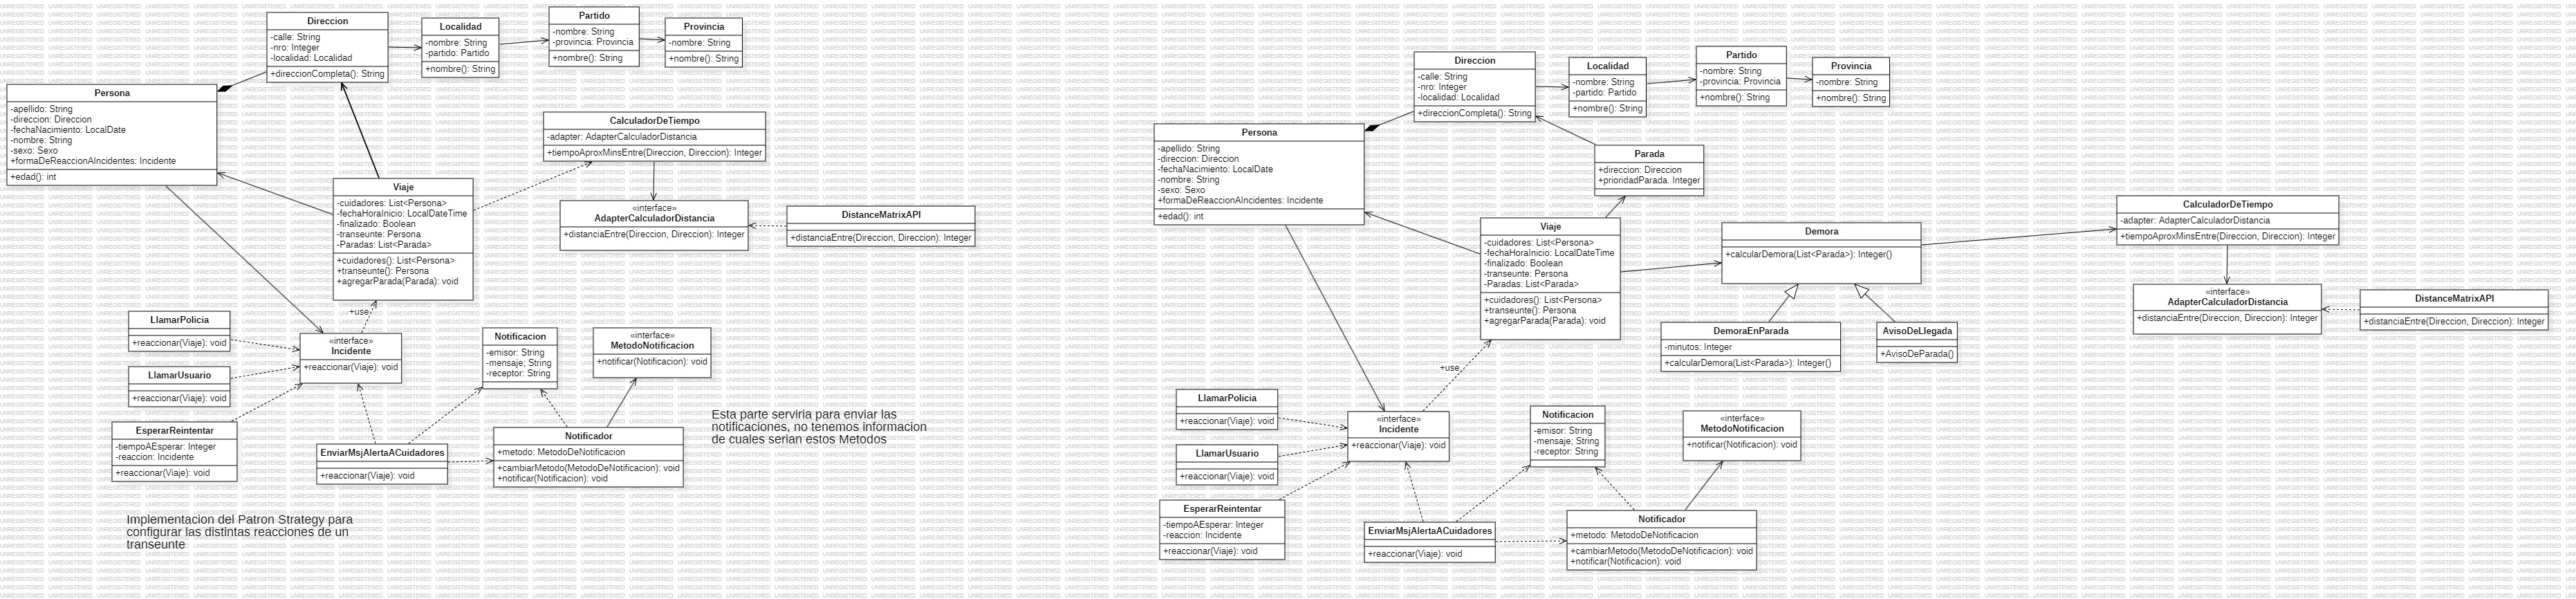 Direccion
-calle: String
-nro: Integer
-localidad: Localidad
+direccionCompleta(): String
Localidad
-nombre: String
-partido: Partido
+nombre(): String
Partido
-nombre: String
-provincia: Provincia
+nombre(): String
Provincia
-nombre: String
+nombre(): String
Persona
-apellido: String
-direccion: Direccion
-fechaNacimiento: LocalDate
-nombre: String
-sexo: Sexo
+formaDeReaccionAIncidentes: Incidente
+edad(): int
CalculadorDeTiempo
-adapter: AdapterCalculadorDistancia
+tiempoAproxMinsEntre(Direccion, Direccion): Integer
Viaje
-cuidadores: List<Persona>
-fechaHoraInicio: LocalDateTime
-finalizado: Boolean
-transeunte: Persona
-Paradas: List<Parada>
+cuidadores(): List<Persona>
+transeunte(): Persona
+agregarParada(Parada): void
«interface»
AdapterCalculadorDistancia
+distanciaEntre(Direccion, Direccion): Integer
DistanceMatrixAPI
+distanciaEntre(Direccion, Direccion): Integer
+use
LlamarPolicia
+reaccionar(Viaje): void
«interface»
Incidente
+reaccionar(Viaje): void
LlamarUsuario
+reaccionar(Viaje): void
EsperarReintentar
-tiempoAEsperar: Integer
-reaccion: Incidente
+reaccionar(Viaje): void
Notificacion
-emisor: String
-mensaje; String
-receptor: String
«interface»
MetodoNotificacion
+notificar(Notificacion): void
EnviarMsjAlertaACuidadores
+reaccionar(Viaje): void
Notificador
+metodo: MetodoDeNotificacion
+cambiarMetodo(MetodoDeNotificacion): void
+notificar(Notificacion): void
Esta parte serviria para enviar las
notificaciones, no tenemos informacion
de cuales serian estos Metodos
Implementacion del Patron Strategy para
configurar las distintas reacciones de un
transeunte
Direccion
-calle: String
-nro: Integer
-localidad: Localidad
+direccionCompleta(): String
Localidad
-nombre: String
-partido: Partido
+nombre(): String
Partido
-nombre: String
-provincia: Provincia
+nombre(): String
Provincia
-nombre: String
+nombre(): String
Persona
-apellido: String
-direccion: Direccion
-fechaNacimiento: LocalDate
-nombre: String
-sexo: Sexo
+formaDeReaccionAIncidentes: Incidente
+edad(): int
Parada
+direccion: Direccion
+prioridadParada. Integer
Viaje
-cuidadores: List<Persona>
-fechaHoraInicio: LocalDateTime
-finalizado: Boolean
-transeunte: Persona
-Paradas: List<Parada>
+cuidadores(): List<Persona>
+transeunte(): Persona
+agregarParada(Parada): void
Demora
+calcularDemora(List<Parada>): Integer()
CalculadorDeTiempo
-adapter: AdapterCalculadorDistancia
+tiempoAproxMinsEntre(Direccion, Direccion): Integer
«interface»
AdapterCalculadorDistancia
+distanciaEntre(Direccion, Direccion): Integer
DistanceMatrixAPI
+distanciaEntre(Direccion, Direccion): Integer
DemoraEnParada
-minutos: Integer
+calcularDemora(List<Parada>): Integer()
AvisoDeLlegada
+AvisoDeParada()
+use
LlamarPolicia
+reaccionar(Viaje): void
«interface»
Incidente
+reaccionar(Viaje): void
LlamarUsuario
+reaccionar(Viaje): void
EsperarReintentar
-tiempoAEsperar: Integer
-reaccion: Incidente
+reaccionar(Viaje): void
Notificacion
-emisor: String
-mensaje; String
-receptor: String
«interface»
MetodoNotificacion
+notificar(Notificacion): void
EnviarMsjAlertaACuidadores
+reaccionar(Viaje): void
Notificador
+metodo: MetodoDeNotificacion
+cambiarMetodo(MetodoDeNotificacion): void
+notificar(Notificacion): void
UNREGISTERED